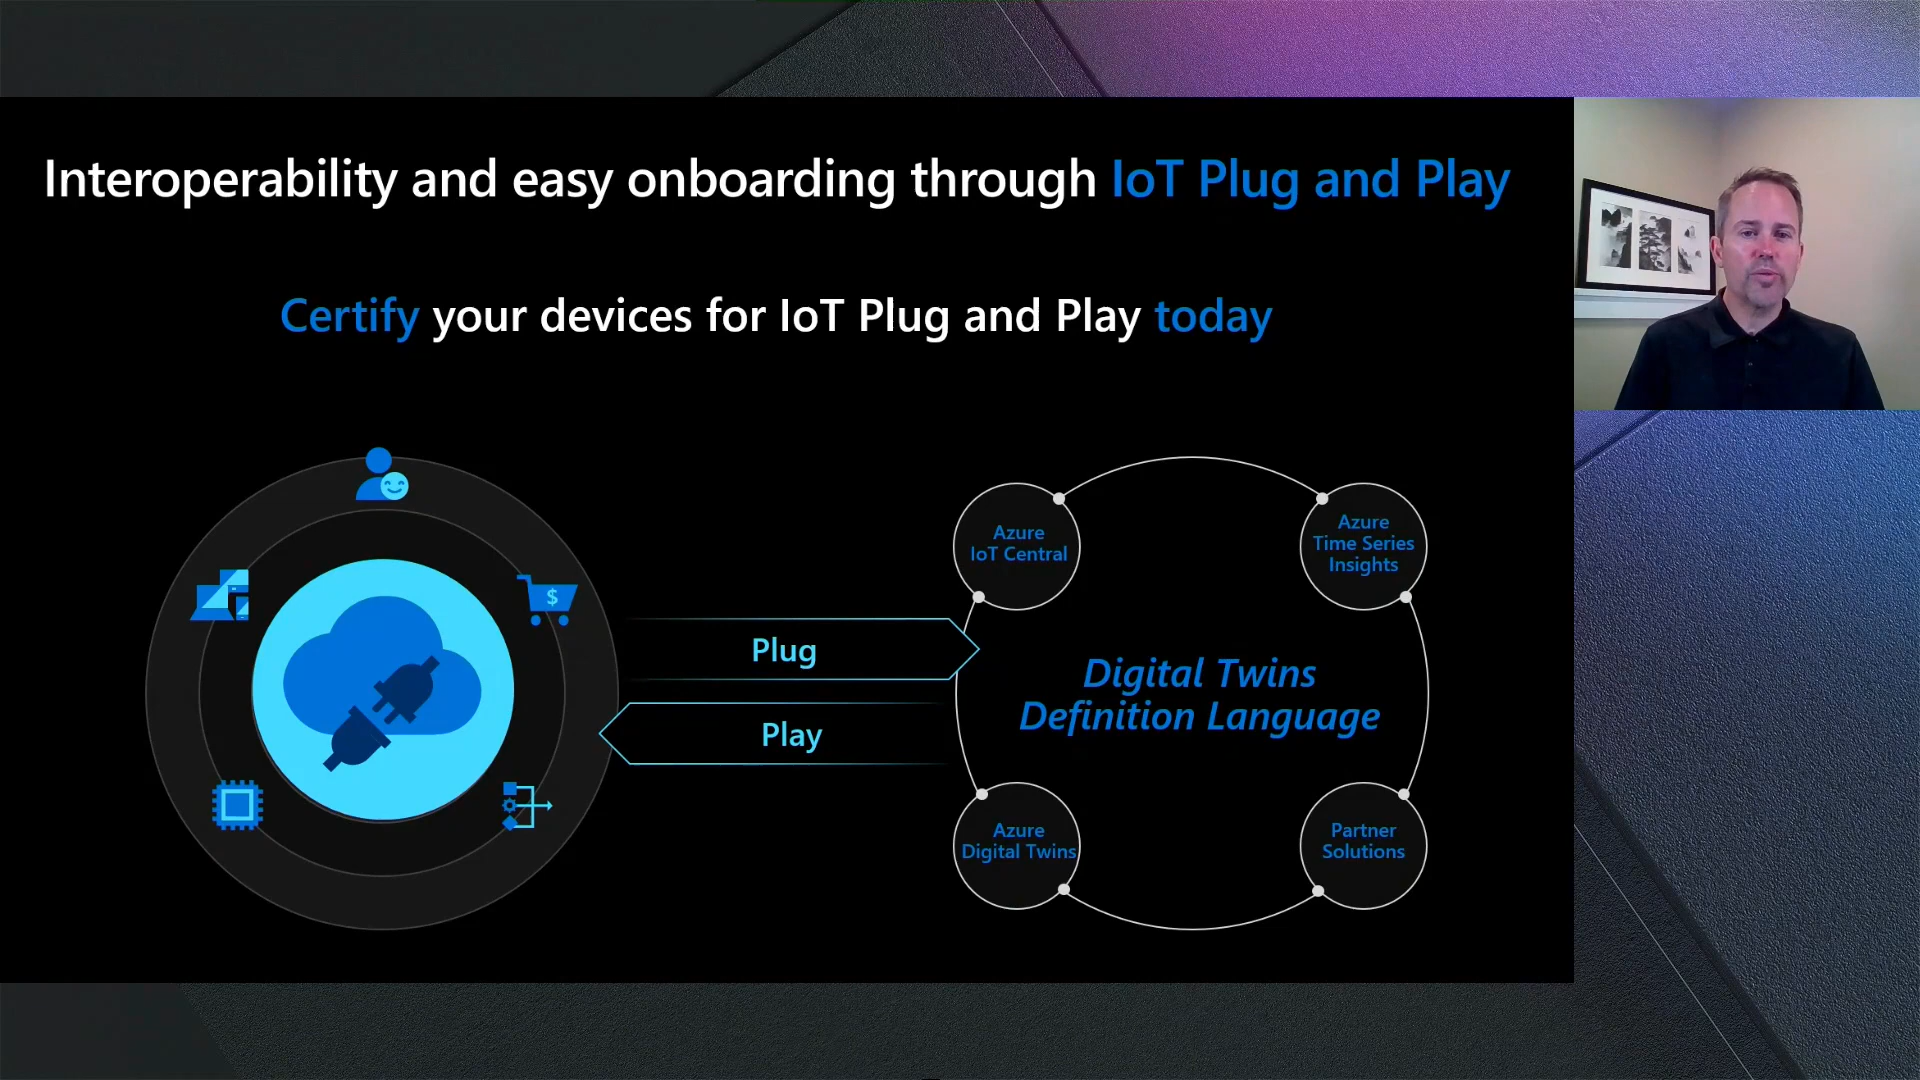 Interoperability and easy onboarding through IoT Plug and Play
Certify your devices for IoT Plug and Play today
$
Plug
Play
Azure
IoT Central
Azure
Time Series
Insights
Digital Twins
Definition Language
Azure
Digital Twins
Partner
Solutions